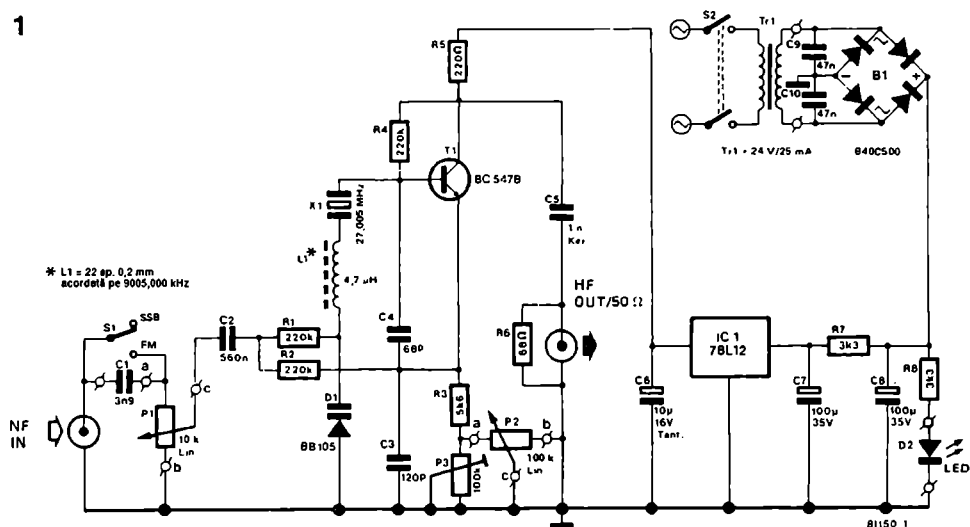 1
R5
220Ω
R4
220k
T1
BC 547B
X1
27,005 MHz
L1*
4,7 µH
* L1 = 22 sp. 0,2 mm
acordată pe 9005,000 kHz
S1
SSB
FM
C1
a
3n9
P1
10 k
Lin
b
c
NF
IN
C2
560n
R1
220k
R2
220k
D1
BB105
C4
68p
C3
120p
R3
5k6
P3
100k
a
P2
b
100 k
Lin
c
C5
1n
Ker
HF
OUT/50 Ω
R6
68Ω
S2
Tr1
C9
47n
C10
47n
B1
Tr1 = 24 V/25 mA
B40C500
C6
10µ
16V
Tant.
IC 1
78L12
C7
100µ
35V
R7
3k3
C8
100µ
35V
R8
3k3
D2
LED
81150 1